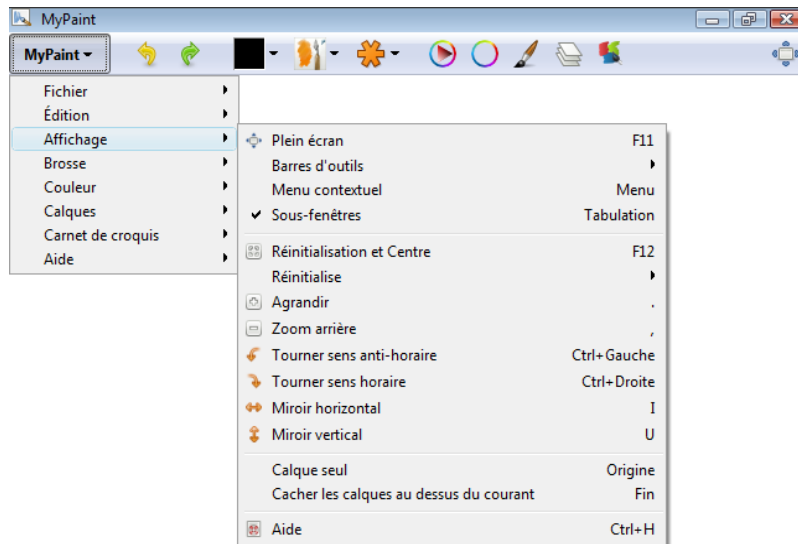 MyPaint
MyPaint
Fichier
Édition
Affichage
Brosse
Couleur
Calques
Carnet de croquis
Aide
Plein écran F11
Barres d'outils
Menu contextuel Menu
Sous-fenêtres Tabulation
Réinitialisation et Centre F12
Réinitialise
Agrandir .
Zoom arrière ,
Tourner sens anti-horaire Ctrl+Gauche
Tourner sens horaire Ctrl+Droite
Miroir horizontal I
Miroir vertical U
Calque seul Origine
Cacher les calques au dessus du courant Fin
Aide Ctrl+H